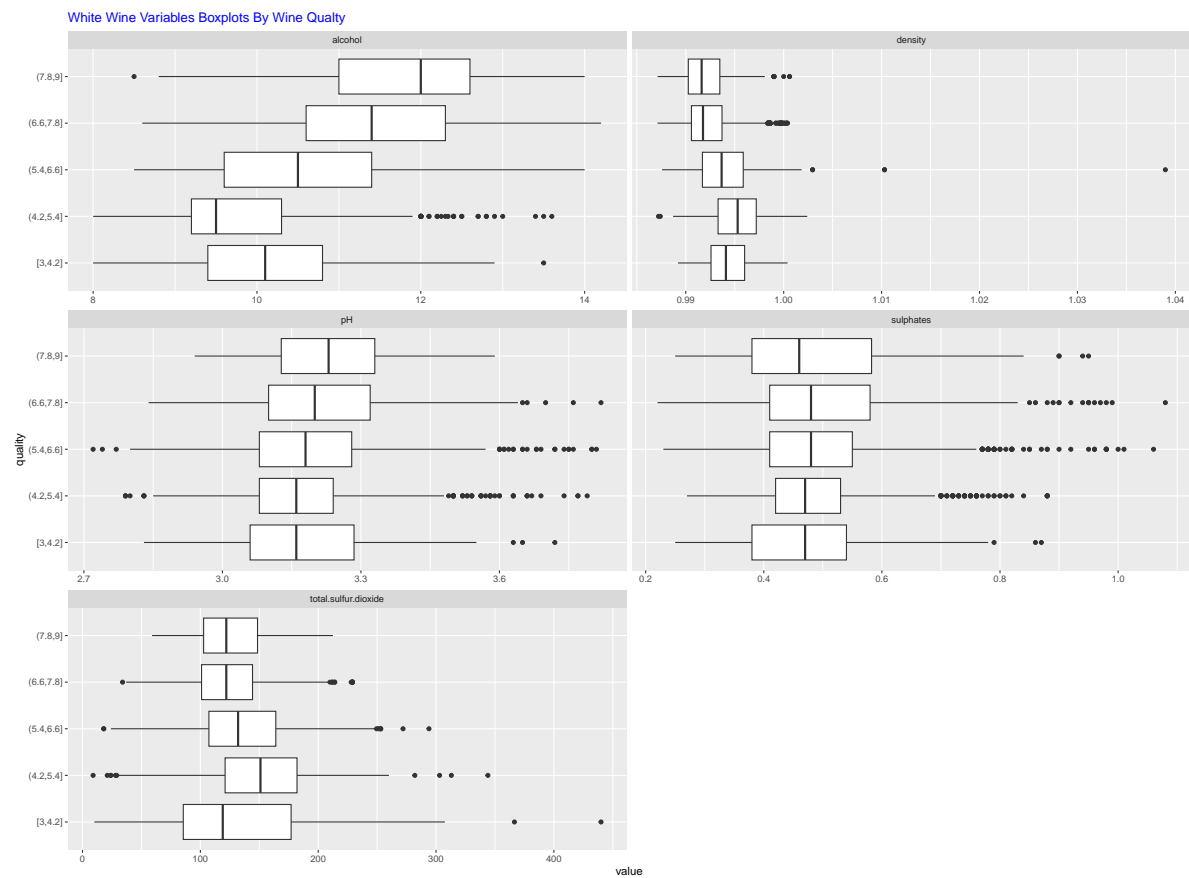 White Wine Variables Boxplots By Wine Qualty
alcohol
density
(7.8,9]
(6.6,7.8]
(5.4,6.6]
(4.2,5.4]
[3,4.2]
8 10 12 14
0.99 1.00 1.01 1.02 1.03 1.04
pH
sulphates
(7.8,9]
(6.6,7.8]
(5.4,6.6]
(4.2,5.4]
[3,4.2]
quality
2.7 3.0 3.3 3.6
0.2 0.4 0.6 0.8 1.0
total.sulfur.dioxide
(7.8,9]
(6.6,7.8]
(5.4,6.6]
(4.2,5.4]
[3,4.2]
0 100 200 300 400
value